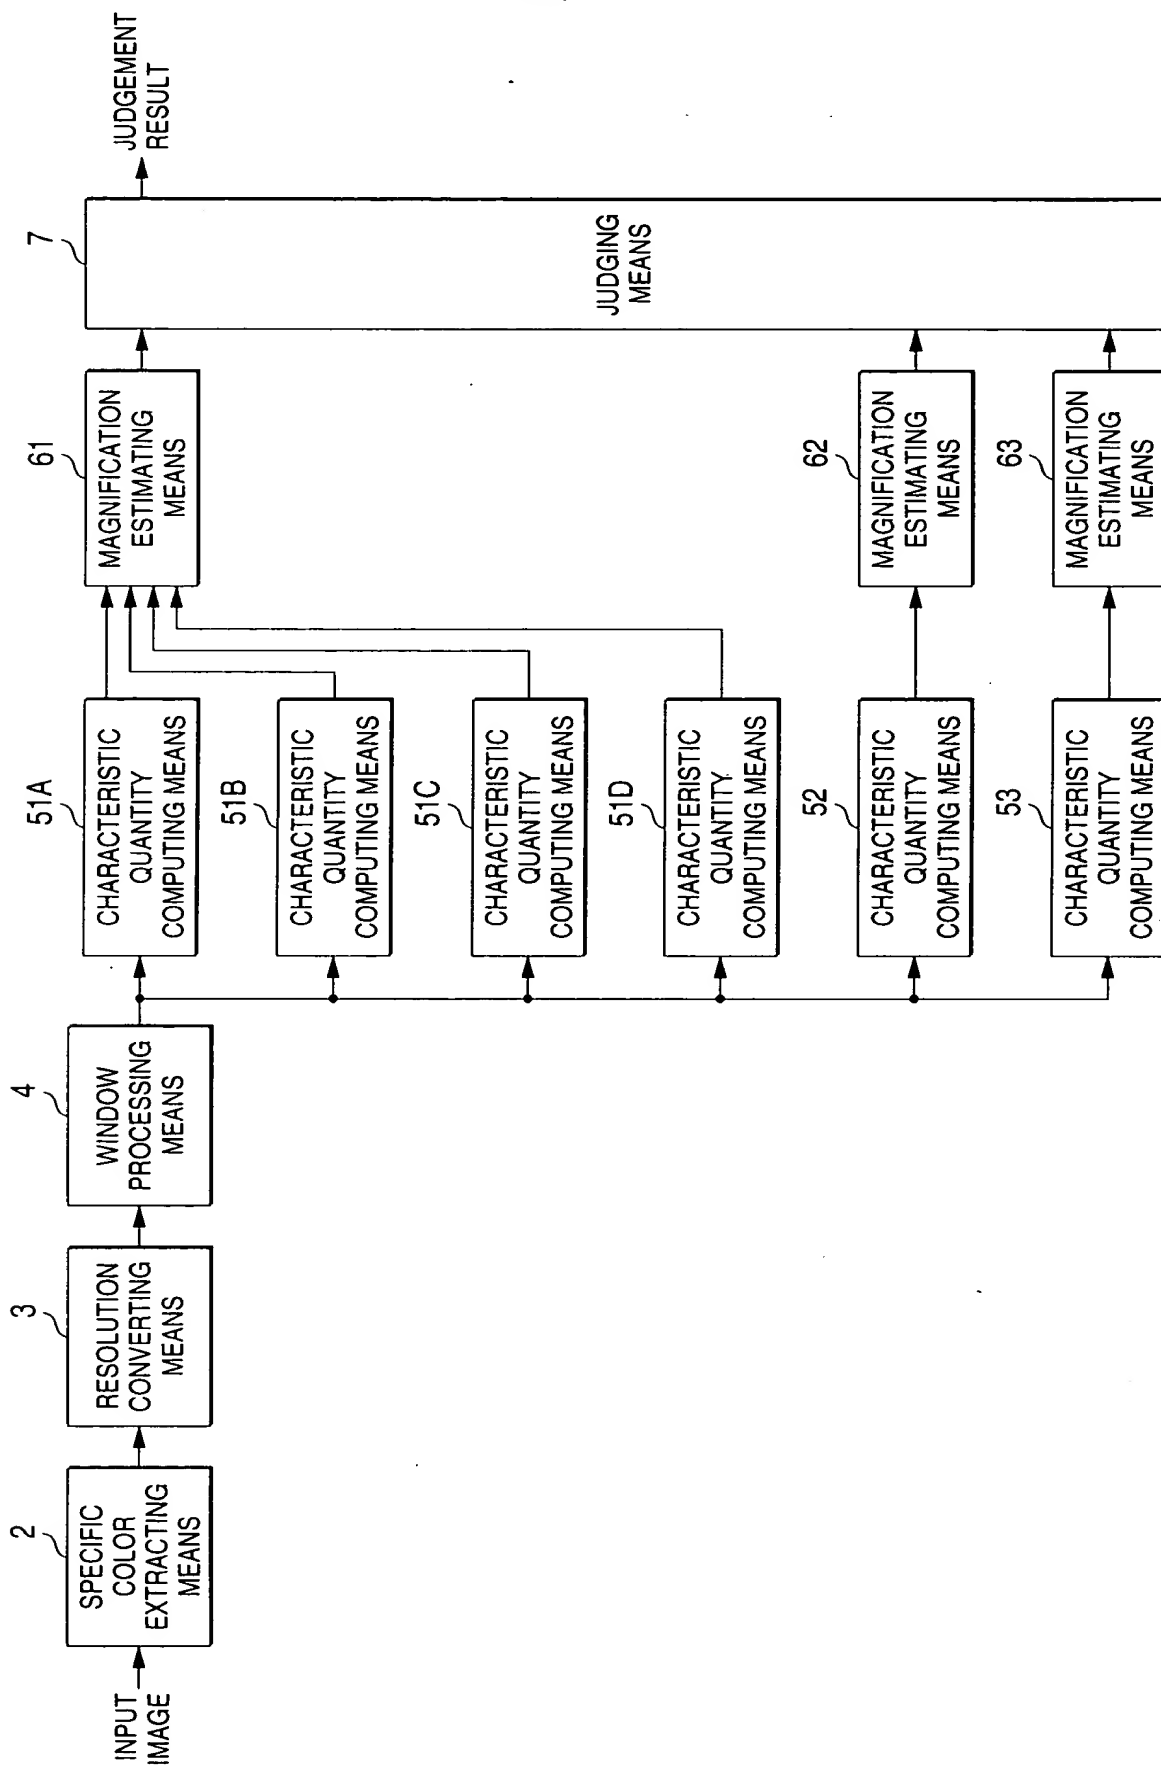 INPUT
IMAGE
2
SPECIFIC
COLOR
EXTRACTING
MEANS
3
RESOLUTION
CONVERTING
MEANS
4
WINDOW
PROCESSING
MEANS
51A
CHARACTERISTIC
QUANTITY
COMPUTING MEANS
51B
CHARACTERISTIC
QUANTITY
COMPUTING MEANS
51C
CHARACTERISTIC
QUANTITY
COMPUTING MEANS
51D
CHARACTERISTIC
QUANTITY
COMPUTING MEANS
52
CHARACTERISTIC
QUANTITY
COMPUTING MEANS
53
CHARACTERISTIC
QUANTITY
COMPUTING MEANS
61
MAGNIFICATION
ESTIMATING
MEANS
62
MAGNIFICATION
ESTIMATING
MEANS
63
MAGNIFICATION
ESTIMATING
MEANS
7
JUDGING
MEANS
JUDGEMENT
RESULT